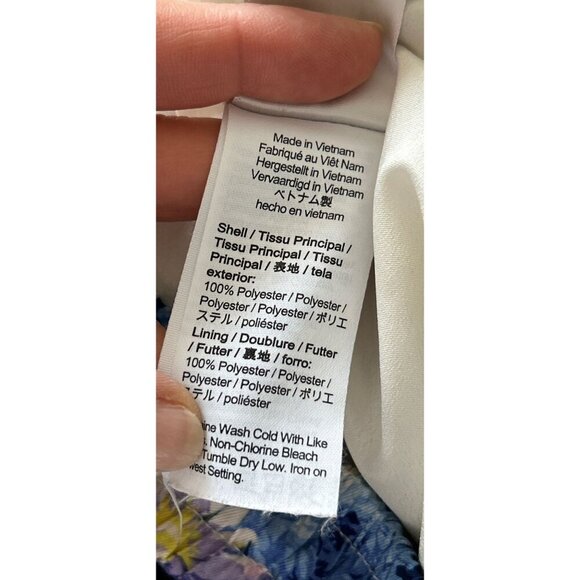 Made in Vietnam
Fabriqué au Viêt Nam
Hergestellt in Vietnam
Vervaardigd in Vietnam
ベトナム製
hecho en vietnam
Shell / Tissu Principal /
Tissu Principal / Tissu
Principal / 表地 / tela
exterior:
100% Polyester / Polyester /
Polyester / Polyester / ポリエ
ステル / poliéster
Lining / Doublure / Futter
/ Futter / 裏地 / forro:
100% Polyester / Polyester /
Polyester / Polyester / ポリエ
ステル / poliéster
Wash Cold With Like
Non-Chlorine Bleach
Tumble Dry Low. Iron on
Setting.